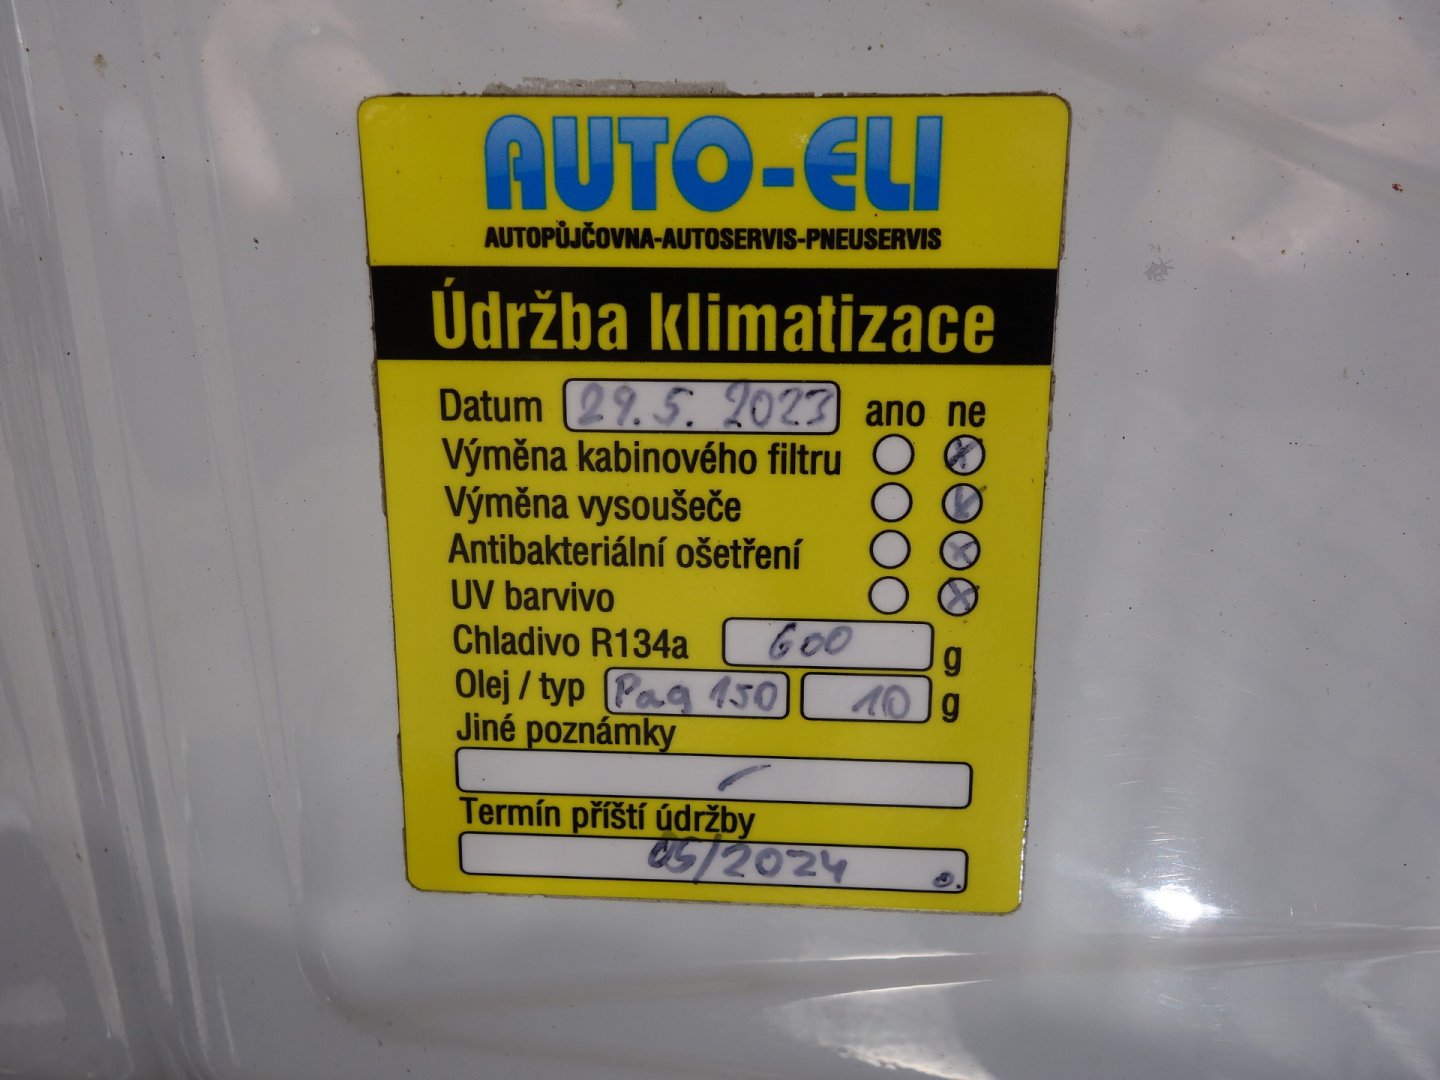 AUTO-ELI
AUTOPŮJČOVNA-AUTOSERVIS-PNEUSERVIS
Údržba klimatizace
Datum 29.5. 2023 ano ne
Výměna kabinového filtru X
Výměna vysoušeče X
Antibakteriální ošetření X
UV barvivo X
Chladivo R134a 600 g
Olej / typ Pag 150 10 g
Jiné poznámky
Termín příští údržby
05/2024